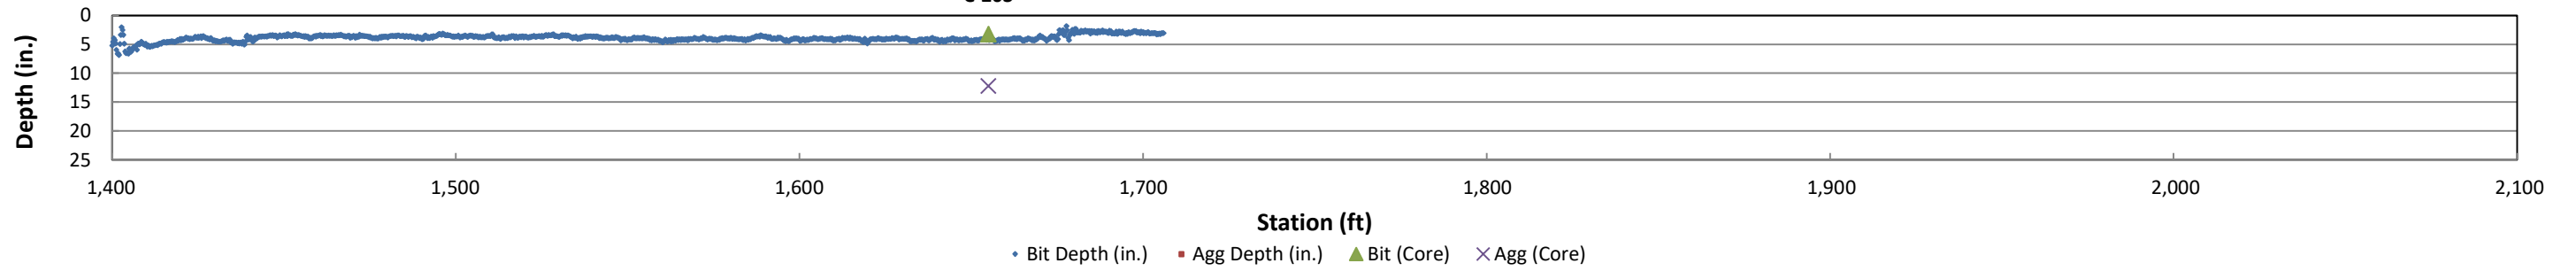 0
5
10
15
20
25
Depth (in.)
1,400 1,500 1,600 1,700 1,800 1,900 2,000 2,100
Station (ft)
Bit Depth (in.) Agg Depth (in.) Bit (Core) Agg (Core)